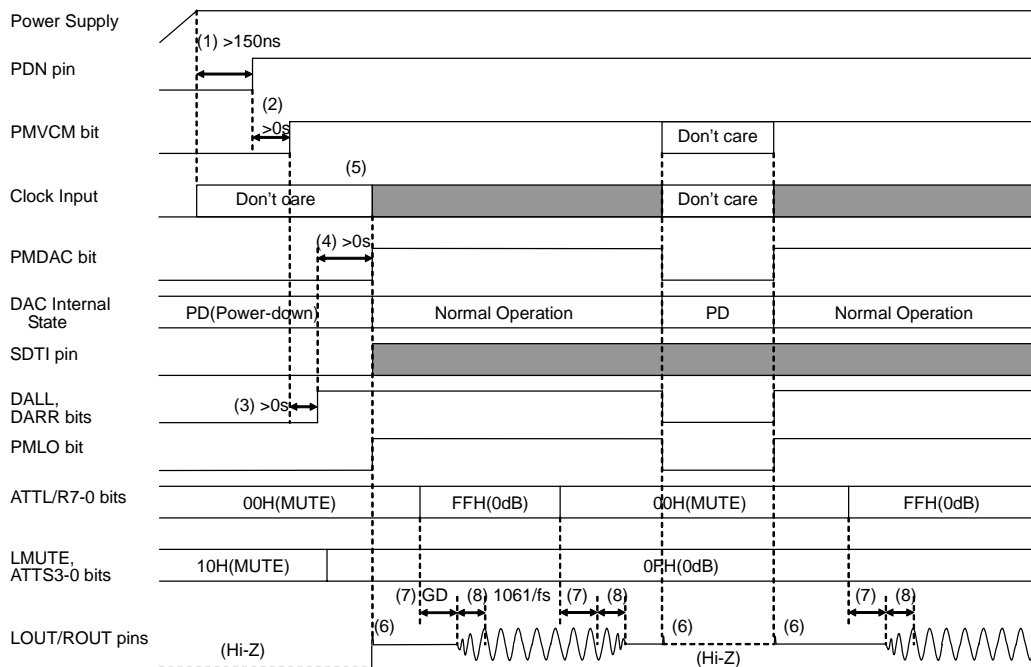 Power Supply
(1) >150ns
PDN pin
(2)
>0s
PMVCM bit
Don't care
(5)
Clock Input
Don't care
Don't care
(4) >0s
PMDAC bit
DAC Internal
State
PD(Power-down)
Normal Operation
PD
Normal Operation
SDTI pin
DALL,
DARR bits
(3) >0s
PMLO bit
ATTL/R7-0 bits
00H(MUTE)
FFH(0dB)
00H(MUTE)
FFH(0dB)
LMUTE,
ATTS3-0 bits
10H(MUTE)
0FH(0dB)
(7) GD (8) 1061/fs (7) (8) (7) (8)
LOUT/ROUT pins
(6) (6) (6)
(Hi-Z) (Hi-Z)